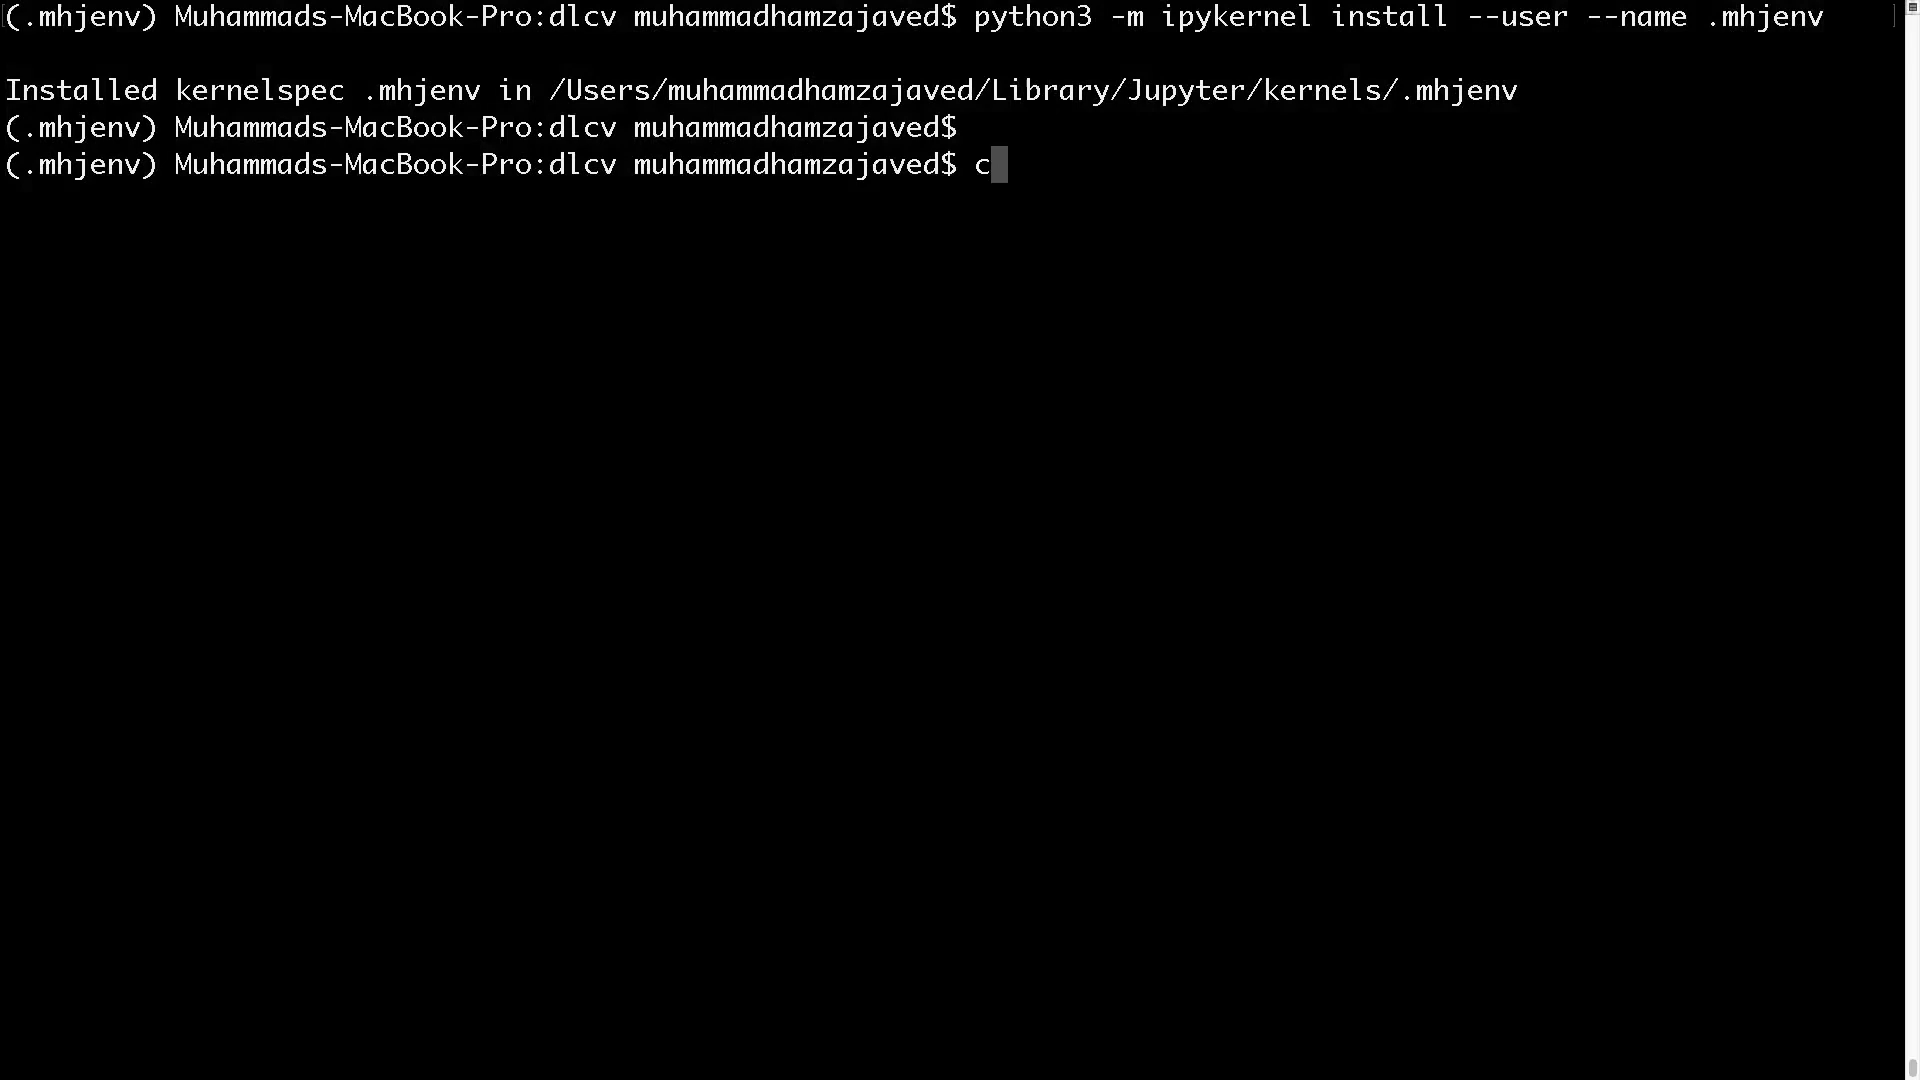 (.mhjenv) Muhammads-MacBook-Pro:dlcv muhammadhamzajaved$ python3 -m ipykernel install --user --name .mhjenv
Installed kernelspec .mhjenv in /Users/muhammadhamzajaved/Library/Jupyter/kernels/.mhjenv
(.mhjenv) Muhammads-MacBook-Pro:dlcv muhammadhamzajaved$
(.mhjenv) Muhammads-MacBook-Pro:dlcv muhammadhamzajaved$ c